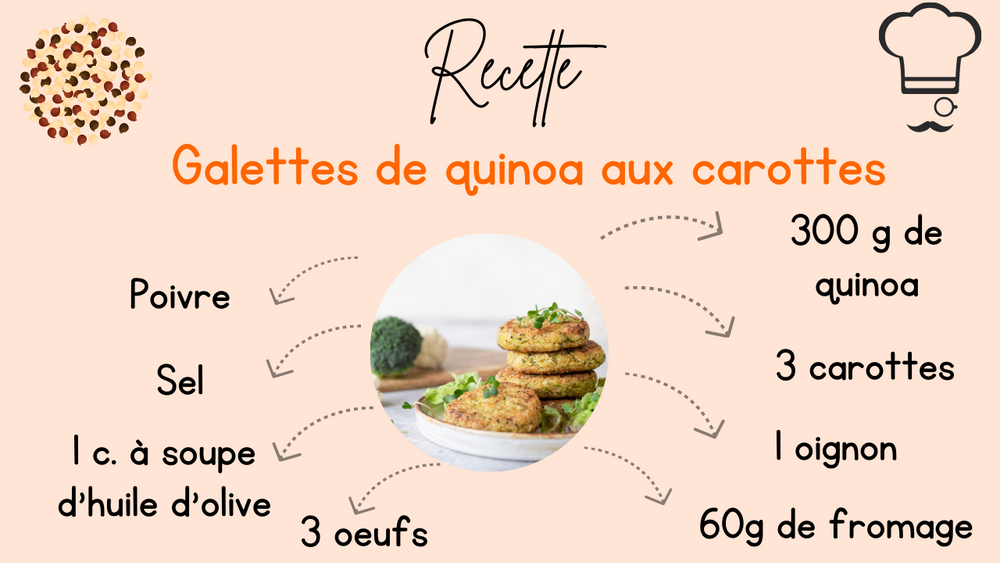 Recette
Galettes de quinoa aux carottes
300 g de
quinoa
3 carottes
1 oignon
60g de fromage
3 oeufs
1 c. à soupe
d'huile d'olive
Sel
Poivre